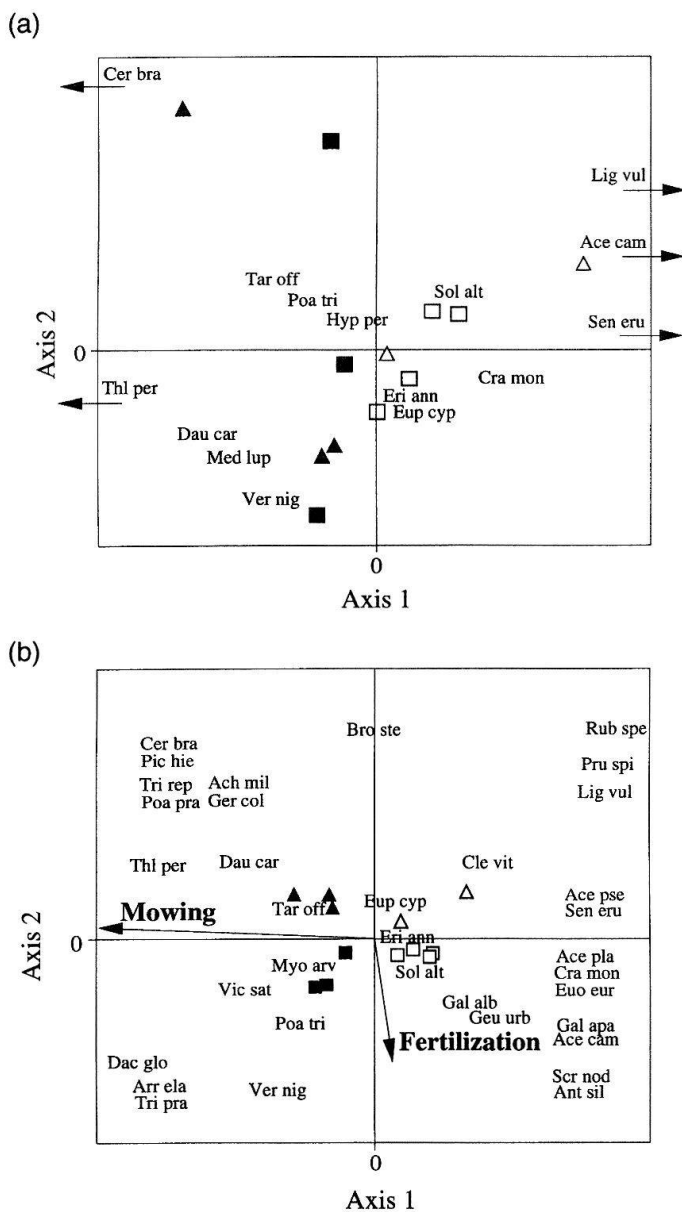 (a)
Cer bra
Lig vul
Ace cam
Tar off
Sol alt
Poa tri
Hyp per
Sen eru
Axis 2
0
Thl per
Cra mon
Eri ann
Eup cyp
Dau car
Med lup
Ver nig
0
Axis 1
(b)
Bro ste
Rub spe
Cer bra
Pic hie
Pru spi
Tri rep
Ach mil
Lig vul
Poa pra
Ger col
Thl per
Dau car
Cle vit
Mowing
Tar off
Eup cyp
Ace pse
Sen eru
Axis 2
0
Eri ann
Myo arv
Sol alt
Ace pla
Cra mon
Vic sat
Euo eur
Gal alb
Geu urb
Poa tri
Fertilization
Gal apa
Ace cam
Dac glo
Arr ela
Ver nig
Scr nod
Tri pra
Ant sil
0
Axis 1